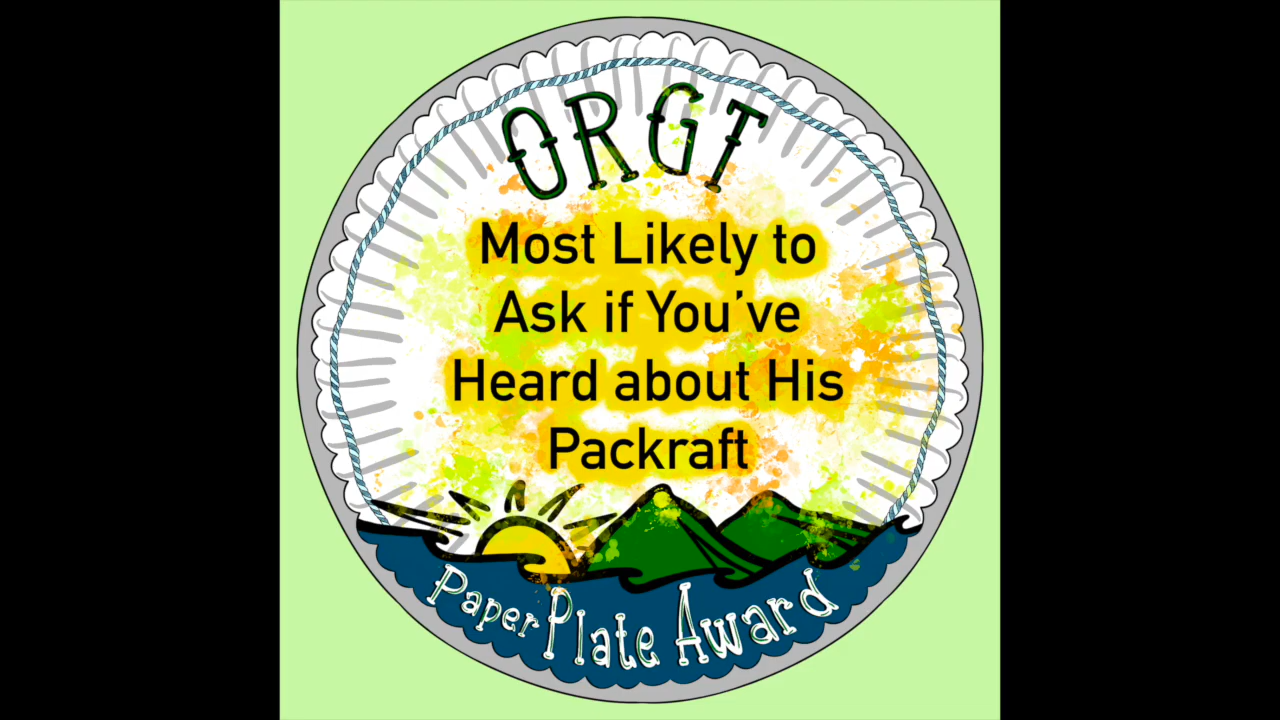 ORGT
Most Likely to
Ask if You’ve
Heard about His
Packraft
Paper Plate Award